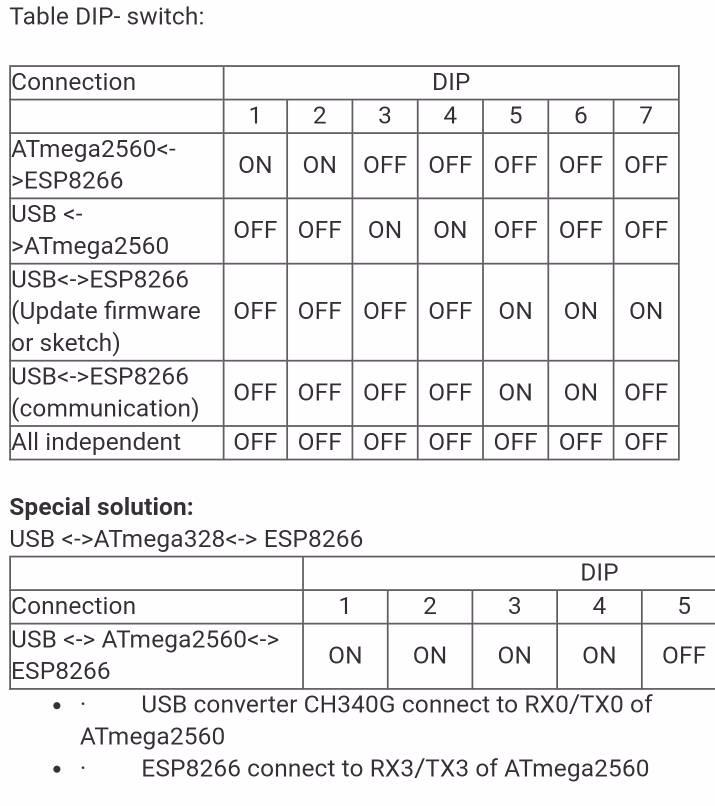 Table DIP- switch:
Connection DIP
1 2 3 4 5 6 7
ATmega2560<-
>ESP8266
ON ON OFF OFF OFF OFF OFF
USB <-
>ATmega2560
OFF OFF ON ON OFF OFF OFF
USB<->ESP8266
(Update firmware
or sketch)
OFF OFF OFF OFF ON ON ON
USB<->ESP8266
(communication)
OFF OFF OFF OFF ON ON OFF
All independent OFF OFF OFF OFF OFF OFF OFF
Special solution:
USB <->ATmega328<-> ESP8266
DIP
Connection 1 2 3 4 5
USB <-> ATmega2560<->
ESP8266
ON ON ON ON OFF
• · USB converter CH340G connect to RX0/TX0 of
ATmega2560
• · ESP8266 connect to RX3/TX3 of ATmega2560